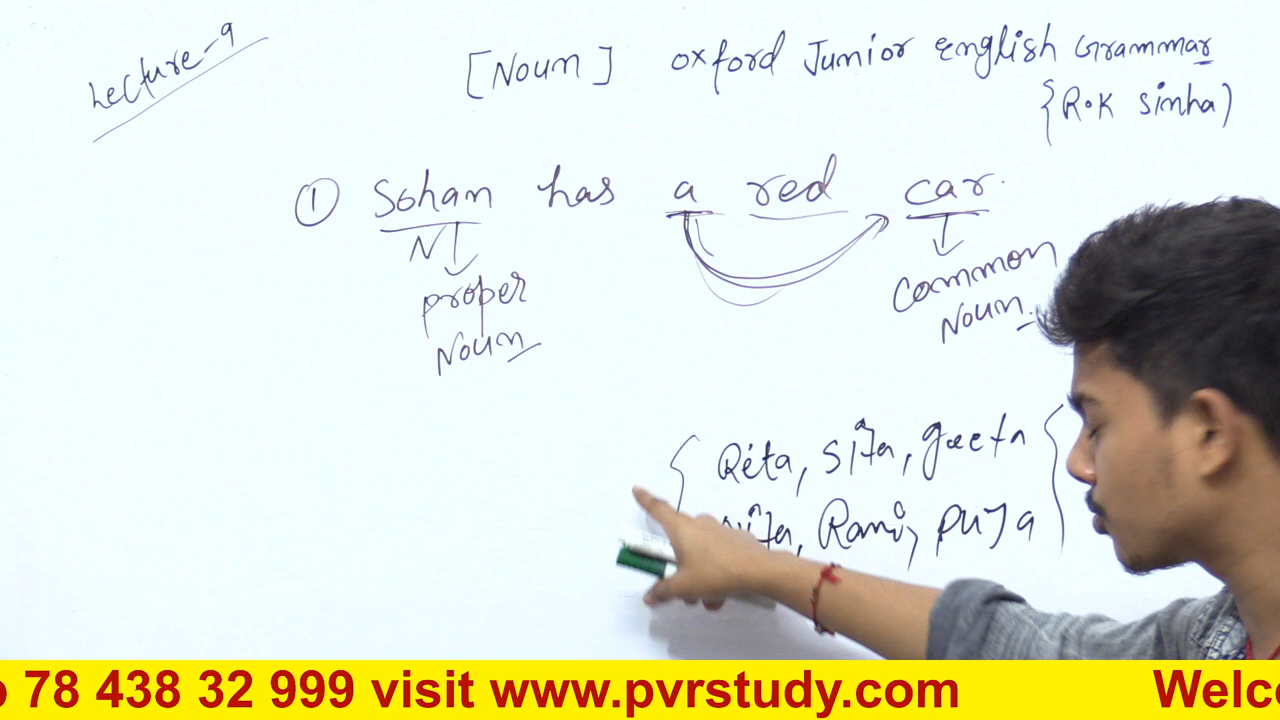 Lecture-9
[Noun] Oxford Junior English Grammar
{R.K Sinha)
① Sohan has a red car.
N
proper
Noun
Common
Noun.
{ Rita, Sita, geeta {
Rani, PUJa
78 438 32 999 visit www.pvrstudy.com